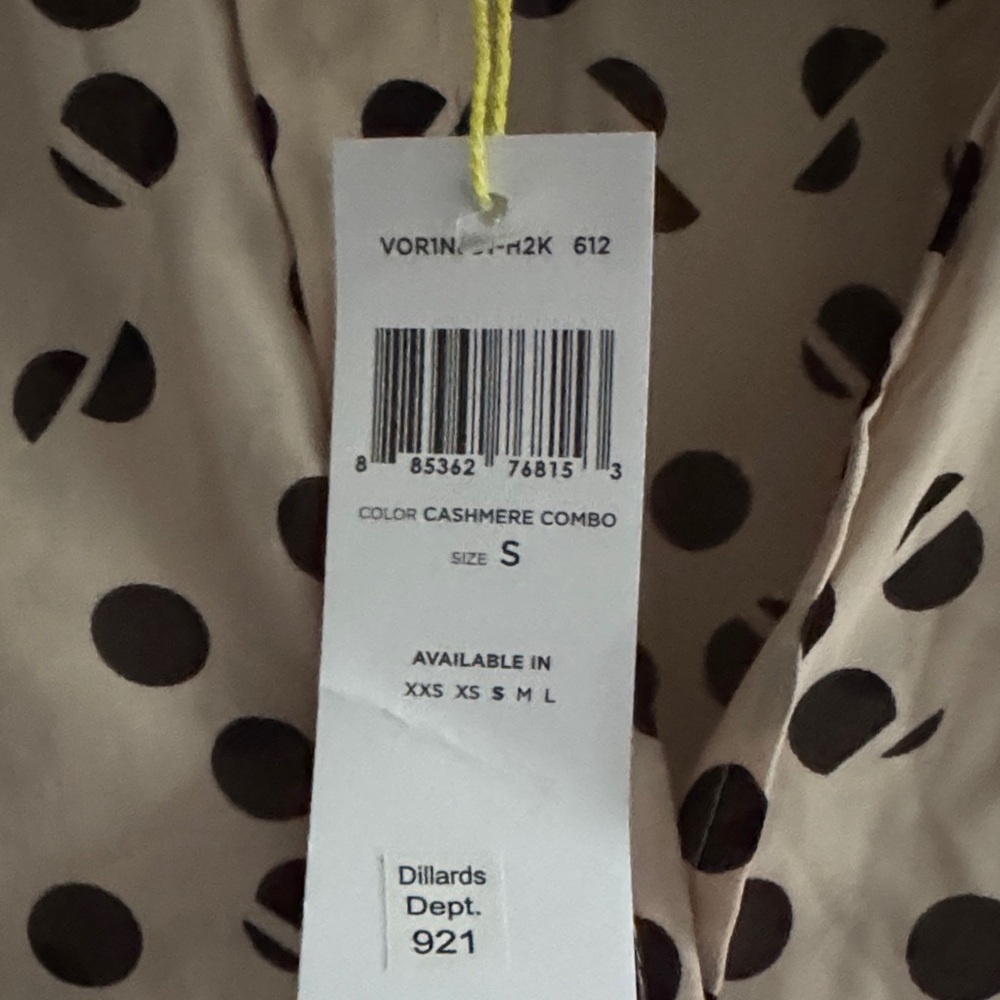 612
8 85362 76815 3
COLOR CASHMERE COMBO
SIZE S
AVAILABLE IN
XXS XS S M L
Dillards
Dept.
921